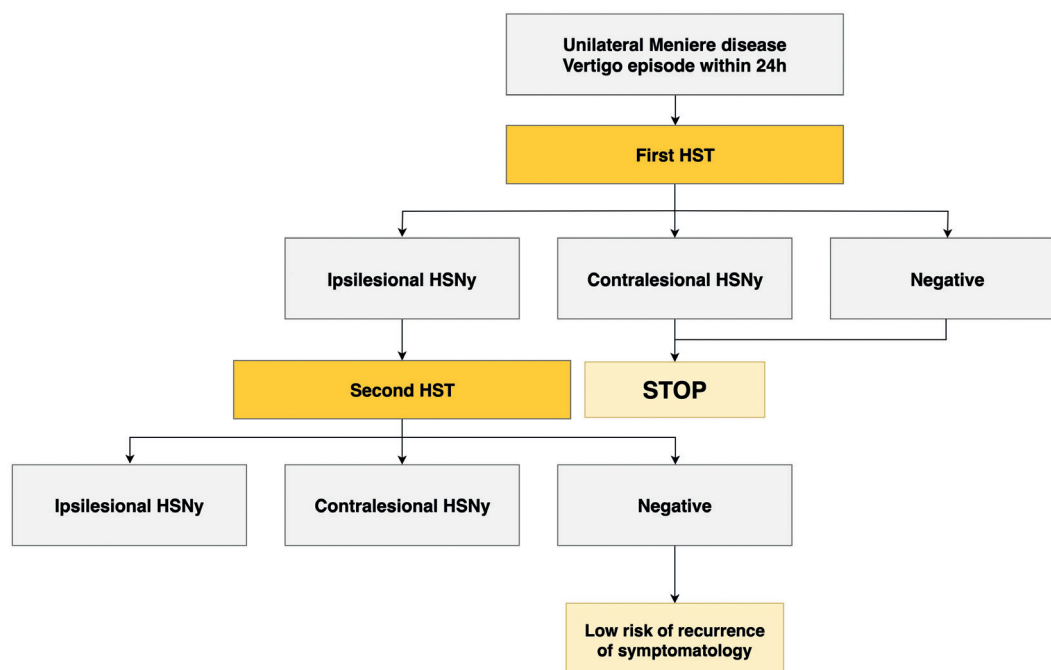 Unilateral Meniere disease
Vertigo episode within 24h
First HST
Ipsilesional HSNy
Contralesional HSNy
Negative
Second HST
STOP
Ipsilesional HSNy
Contralesional HSNy
Negative
Low risk of recurrence
of symptomatology